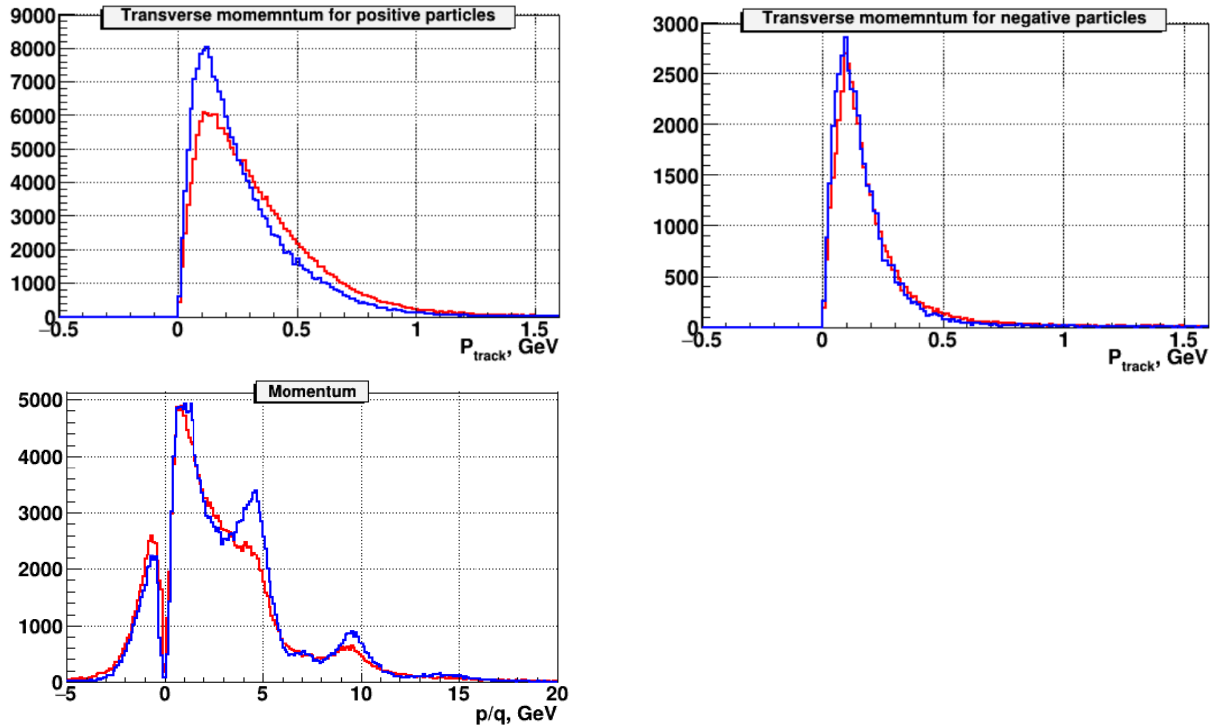 Transverse momemntum for positive particles
9000
8000
7000
6000
5000
4000
3000
2000
1000
0
−0.5 0 0.5 1 1.5
P_track, GeV
Transverse momemntum for negative particles
3000
2500
2000
1500
1000
500
0
−0.5 0 0.5 1 1.5
P_track, GeV
Momentum
5000
4000
3000
2000
1000
0
−5 0 5 10 15 20
p/q, GeV